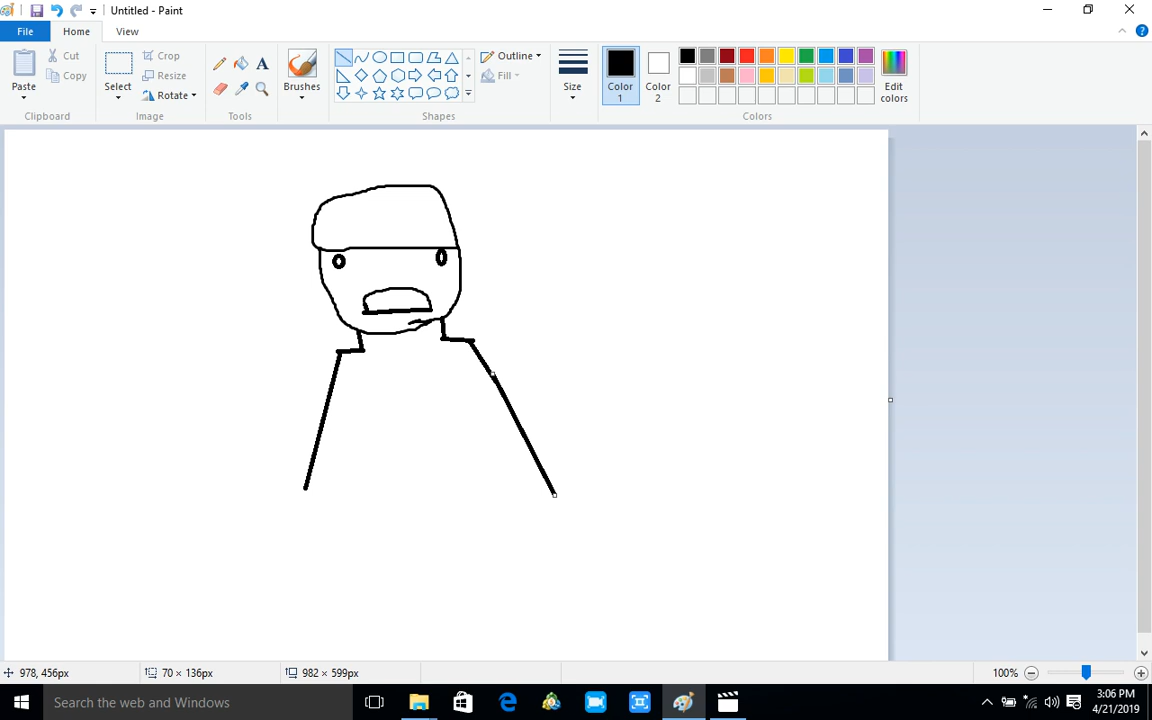 Untitled - Paint
File
Home
View
Paste
Cut
Copy
Clipboard
Select
Crop
Resize
Rotate
Image
Tools
Brushes
Outline
Fill
Shapes
Size
Color 1
Color 2
Edit colors
Colors
978, 456px
70 × 136px
982 × 599px
100%
Search the web and Windows
3:06 PM
4/21/2019